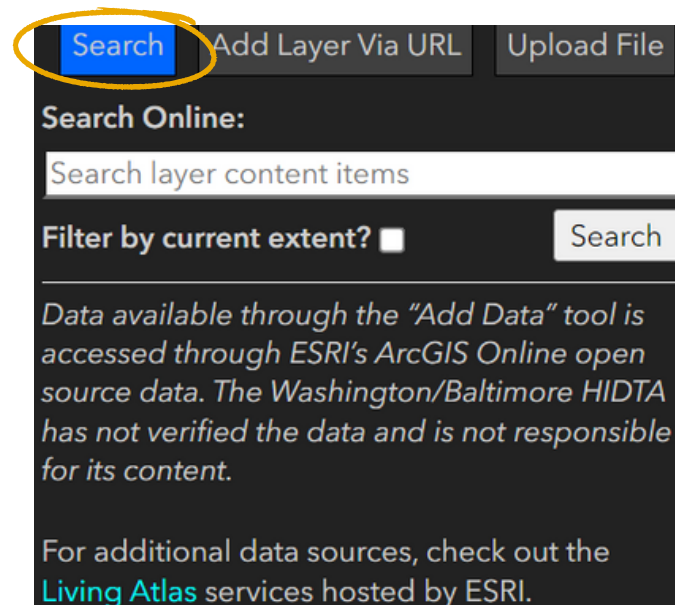 Search Add Layer Via URL Upload File
Search Online:
Search layer content items
Filter by current extent? Search
Data available through the “Add Data” tool is
accessed through ESRI’s ArcGIS Online open
source data. The Washington/Baltimore HIDTA
has not verified the data and is not responsible
for its content.
For additional data sources, check out the
Living Atlas services hosted by ESRI.